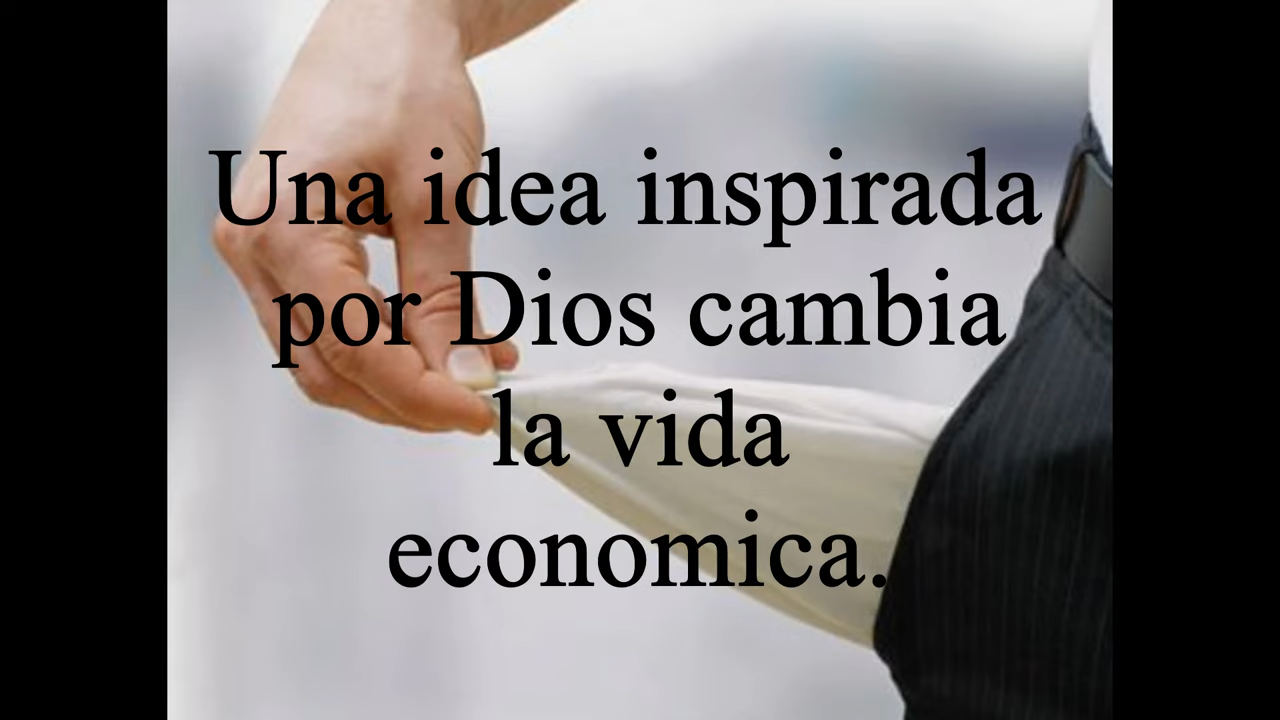 Una idea inspirada
por Dios cambia
la vida
economica.